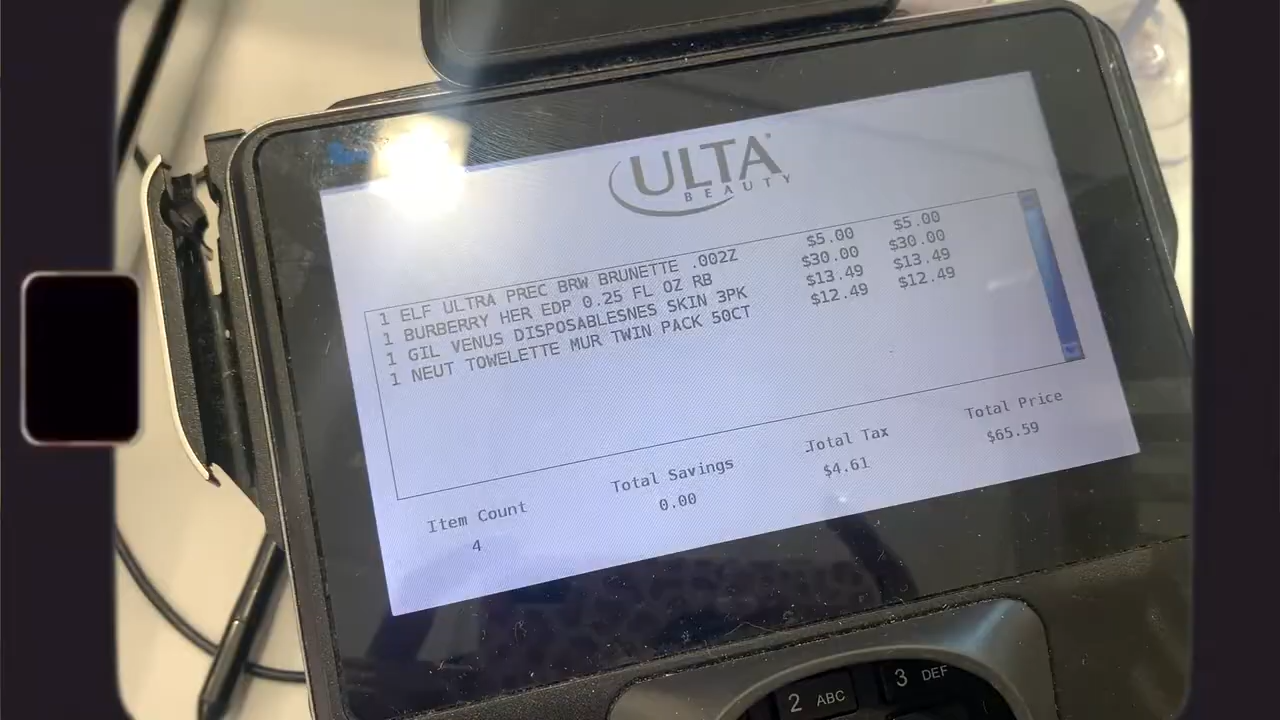 ULTA
BEAUTY
1 ELF ULTRA PREC BRW BRUNETTE .002Z $5.00 $5.00
1 BURBERRY HER EDP 0.25 FL OZ RB $30.00 $30.00
1 GIL VENUS DISPOSABLESNES SKIN 3PK $13.49 $13.49
1 NEUT TOWELETTE MUR TWIN PACK 50CT $12.49 $12.49
Item Count Total Savings Total Tax Total Price
4 0.00 $4.61 $65.59
2 ABC 3 DEF